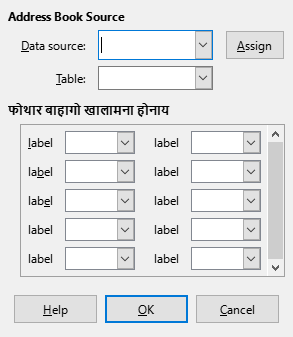 Address Book Source
Data source: Assign
Table:
फोथार बाहागो खालामना होनाय
label label
label label
label label
label label
label label
Help OK Cancel